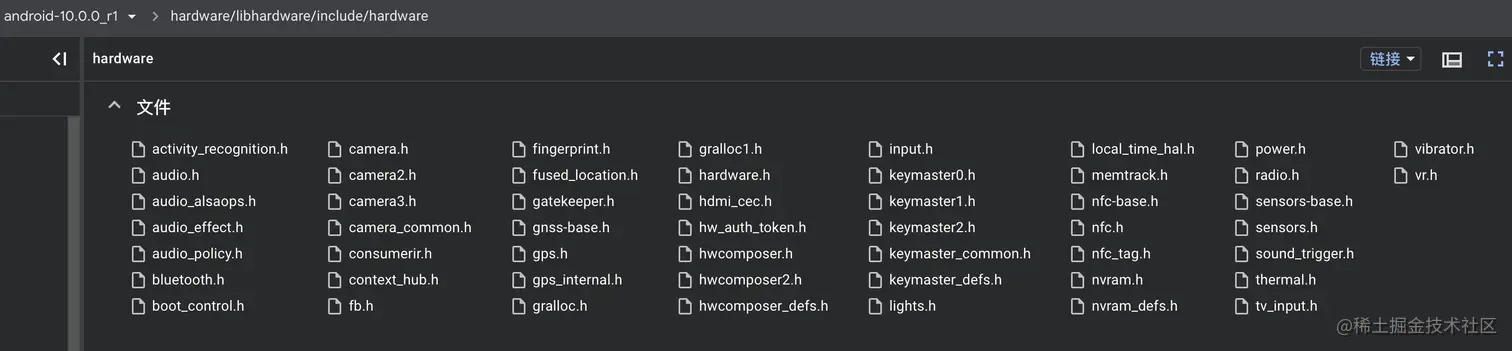 android-10.0.0_r1 hardware/libhardware/include/hardware
hardware 链接
文件
activity_recognition.h camera.h fingerprint.h gralloc1.h input.h local_time_hal.h power.h vibrator.h
audio.h camera2.h fused_location.h hardware.h keymaster0.h memtrack.h radio.h vr.h
audio_alsaops.h camera3.h gatekeeper.h hdmi_cec.h keymaster1.h nfc-base.h sensors-base.h
audio_effect.h camera_common.h gnss-base.h hw_auth_token.h keymaster2.h nfc.h sensors.h
audio_policy.h consumerir.h gps.h hwcomposer.h keymaster_common.h nfc_tag.h sound_trigger.h
bluetooth.h context_hub.h gps_internal.h hwcomposer2.h keymaster_defs.h nvram.h thermal.h
boot_control.h fb.h gralloc.h hwcomposer_defs.h lights.h nvram_defs.h tv_input.h
@稀土掘金技术社区